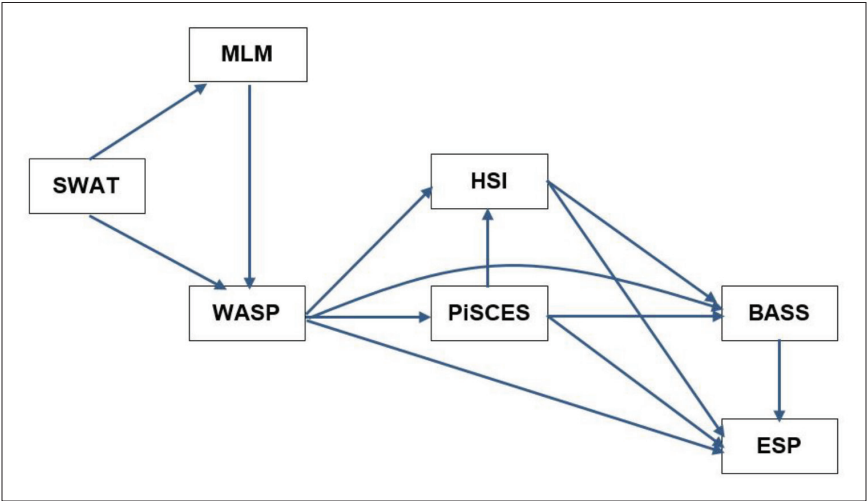 MLM
SWAT
HSI
WASP
PiSCES
BASS
ESP